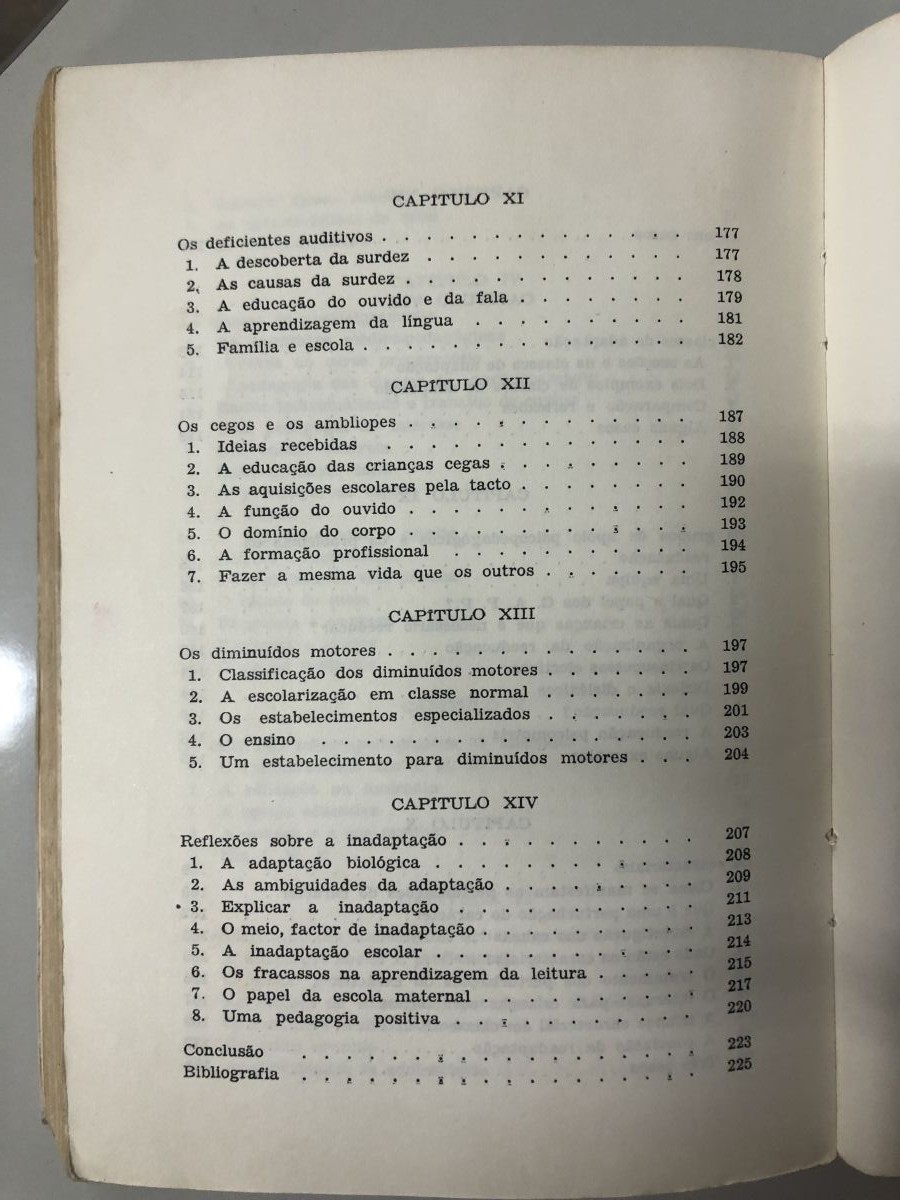 CAPÍTULO XI
Os deficientes auditivos . . . . . . . . . . . . . . 177
1. A descoberta da surdez . . . . . . . . . . . . 177
2. As causas da surdez . . . . . . . . . . . . . 178
3. A educação do ouvido e da fala . . . . . . . . 179
4. A aprendizagem da língua . . . . . . . . . . 181
5. Família e escola . . . . . . . . . . . . . . . 182
CAPÍTULO XII
Os cegos e os ambliopes . . . . . . . . . . . . . 187
1. Ideias recebidas . . . . . . . . . . . . . . 188
2. A educação das crianças cegas . . . . . . . . . 189
3. As aquisições escolares pela tacto . . . . . . . . 190
4. A função do ouvido . . . . . . . . . . . . . 192
5. O domínio do corpo . . . . . . . . . . . . . 193
6. A formação profissional . . . . . . . . . . . 194
7. Fazer a mesma vida que os outros . . . . . . . 195
CAPÍTULO XIII
Os diminuídos motores . . . . . . . . . . . . . . 197
1. Classificação dos diminuídos motores . . . . . . . 197
2. A escolarização em classe normal . . . . . . . 199
3. Os estabelecimentos especializados . . . . . . . 201
4. O ensino . . . . . . . . . . . . . . . . . 203
5. Um estabelecimento para diminuídos motores . . . 204
CAPÍTULO XIV
Reflexões sobre a inadaptação . . . . . . . . . . . 207
1. A adaptação biológica . . . . . . . . . . . . 208
2. As ambiguidades da adaptação . . . . . . . . . 209
3. Explicar a inadaptação . . . . . . . . . . . 211
4. O meio, factor de inadaptação . . . . . . . . . . 213
5. A inadaptação escolar . . . . . . . . . . . . 214
6. Os fracassos na aprendizagem da leitura . . . . . 215
7. O papel da escola maternal . . . . . . . . . . 217
8. Uma pedagogia positiva . . . . . . . . . . . 220
Conclusão . . . . . . . . . . . . . . . . . . 223
Bibliografia . . . . . . . . . . . . . . . . . . 225